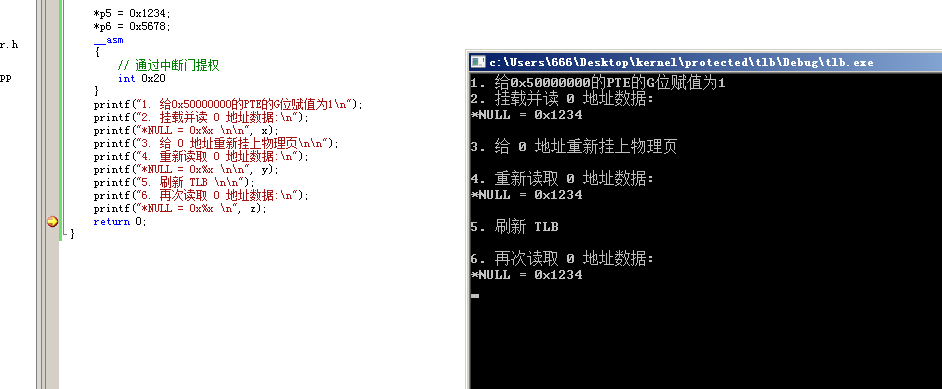 *p5 = 0x1234;
*p6 = 0x5678;
__asm
{
// 通过中断门提权
int 0x20
}
printf("1. 给0x50000000的PTE的G位赋值为1\n");
printf("2. 挂载并读 0 地址数据:\n");
printf("*NULL = 0x%x \n\n", x);
printf("3. 给 0 地址重新挂上物理页\n\n");
printf("4. 重新读取 0 地址数据:\n");
printf("*NULL = 0x%x \n\n", y);
printf("5. 刷新 TLB \n\n");
printf("6. 再次读取 0 地址数据:\n");
printf("*NULL = 0x%x \n", z);
return 0;
}
r.h
pp
c:\Users\666\Desktop\kernel\protected\tlb\Debug\tlb.exe
1. 给0x50000000的PTE的G位赋值为1
2. 挂载并读 0 地址数据:
*NULL = 0x1234
3. 给 0 地址重新挂上物理页
4. 重新读取 0 地址数据:
*NULL = 0x1234
5. 刷新 TLB
6. 再次读取 0 地址数据:
*NULL = 0x1234